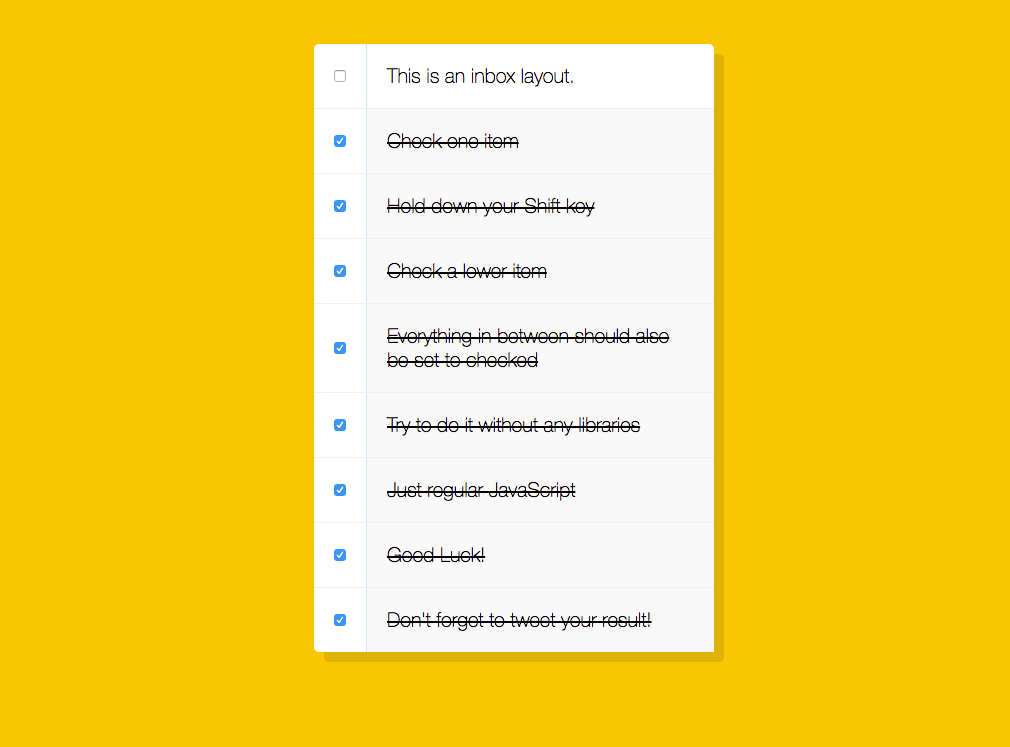 This is an inbox layout.
Check one item
Hold down your Shift key
Check a lower item
Everything in between should also
be set to checked
Try to do it without any libraries
Just regular JavaScript
Good Luck!
Don't forget to tweet your result!